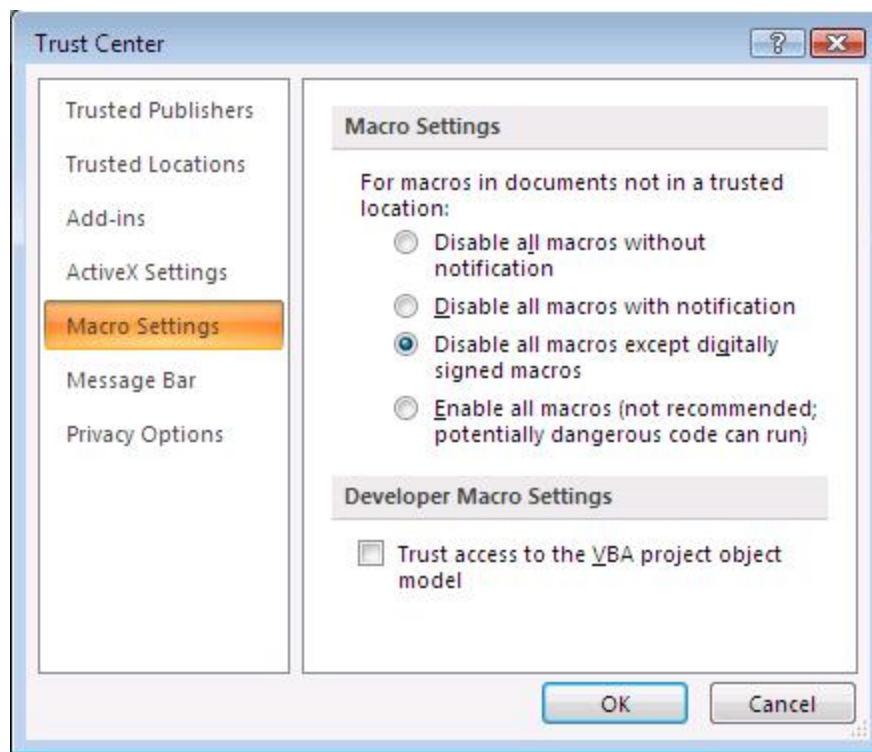 Trust Center
Trusted Publishers
Trusted Locations
Add-ins
ActiveX Settings
Macro Settings
Message Bar
Privacy Options
Macro Settings
For macros in documents not in a trusted
location:
Disable all macros without
notification
Disable all macros with notification
Disable all macros except digitally
signed macros
Enable all macros (not recommended;
potentially dangerous code can run)
Developer Macro Settings
Trust access to the VBA project object
model
OK
Cancel